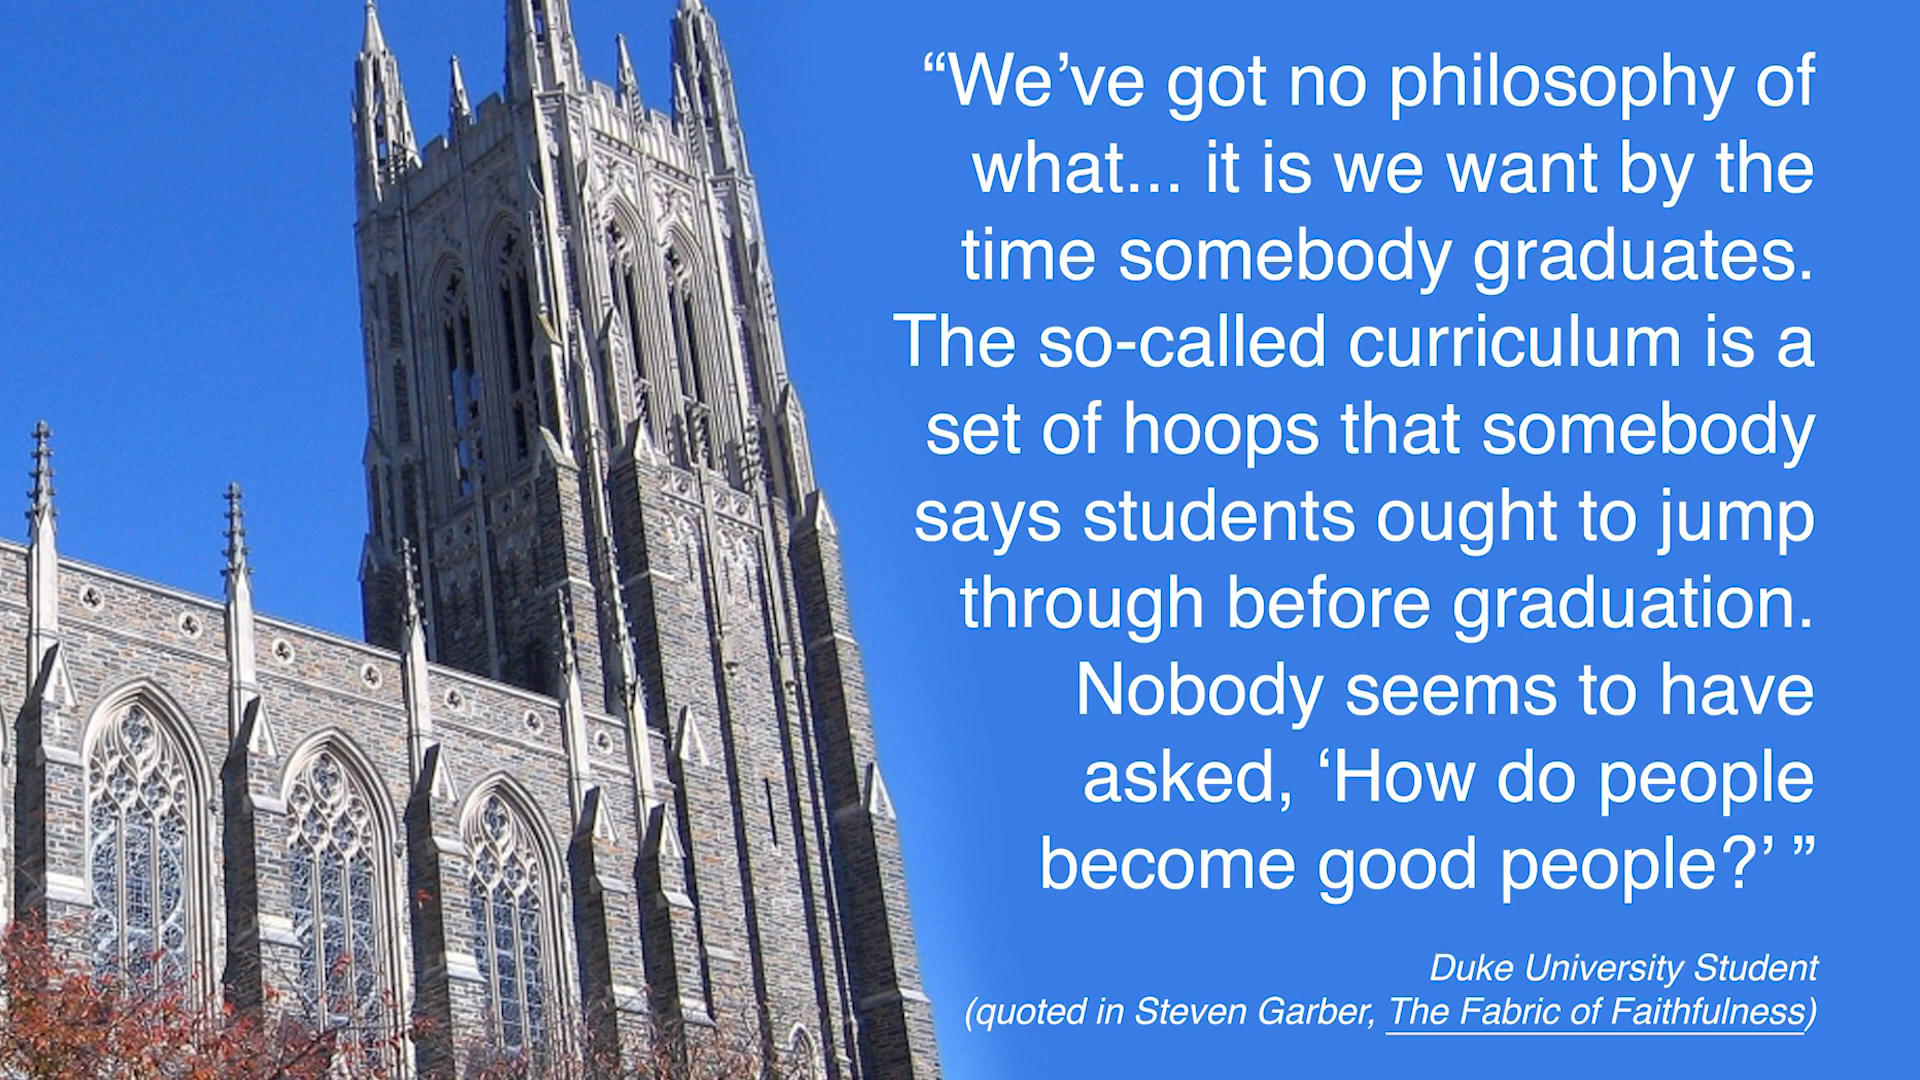 “We’ve got no philosophy of
what... it is we want by the
time somebody graduates.
The so-called curriculum is a
set of hoops that somebody
says students ought to jump
through before graduation.
Nobody seems to have
asked, ‘How do people
become good people?’ ”
Duke University Student
(quoted in Steven Garber, The Fabric of Faithfulness)